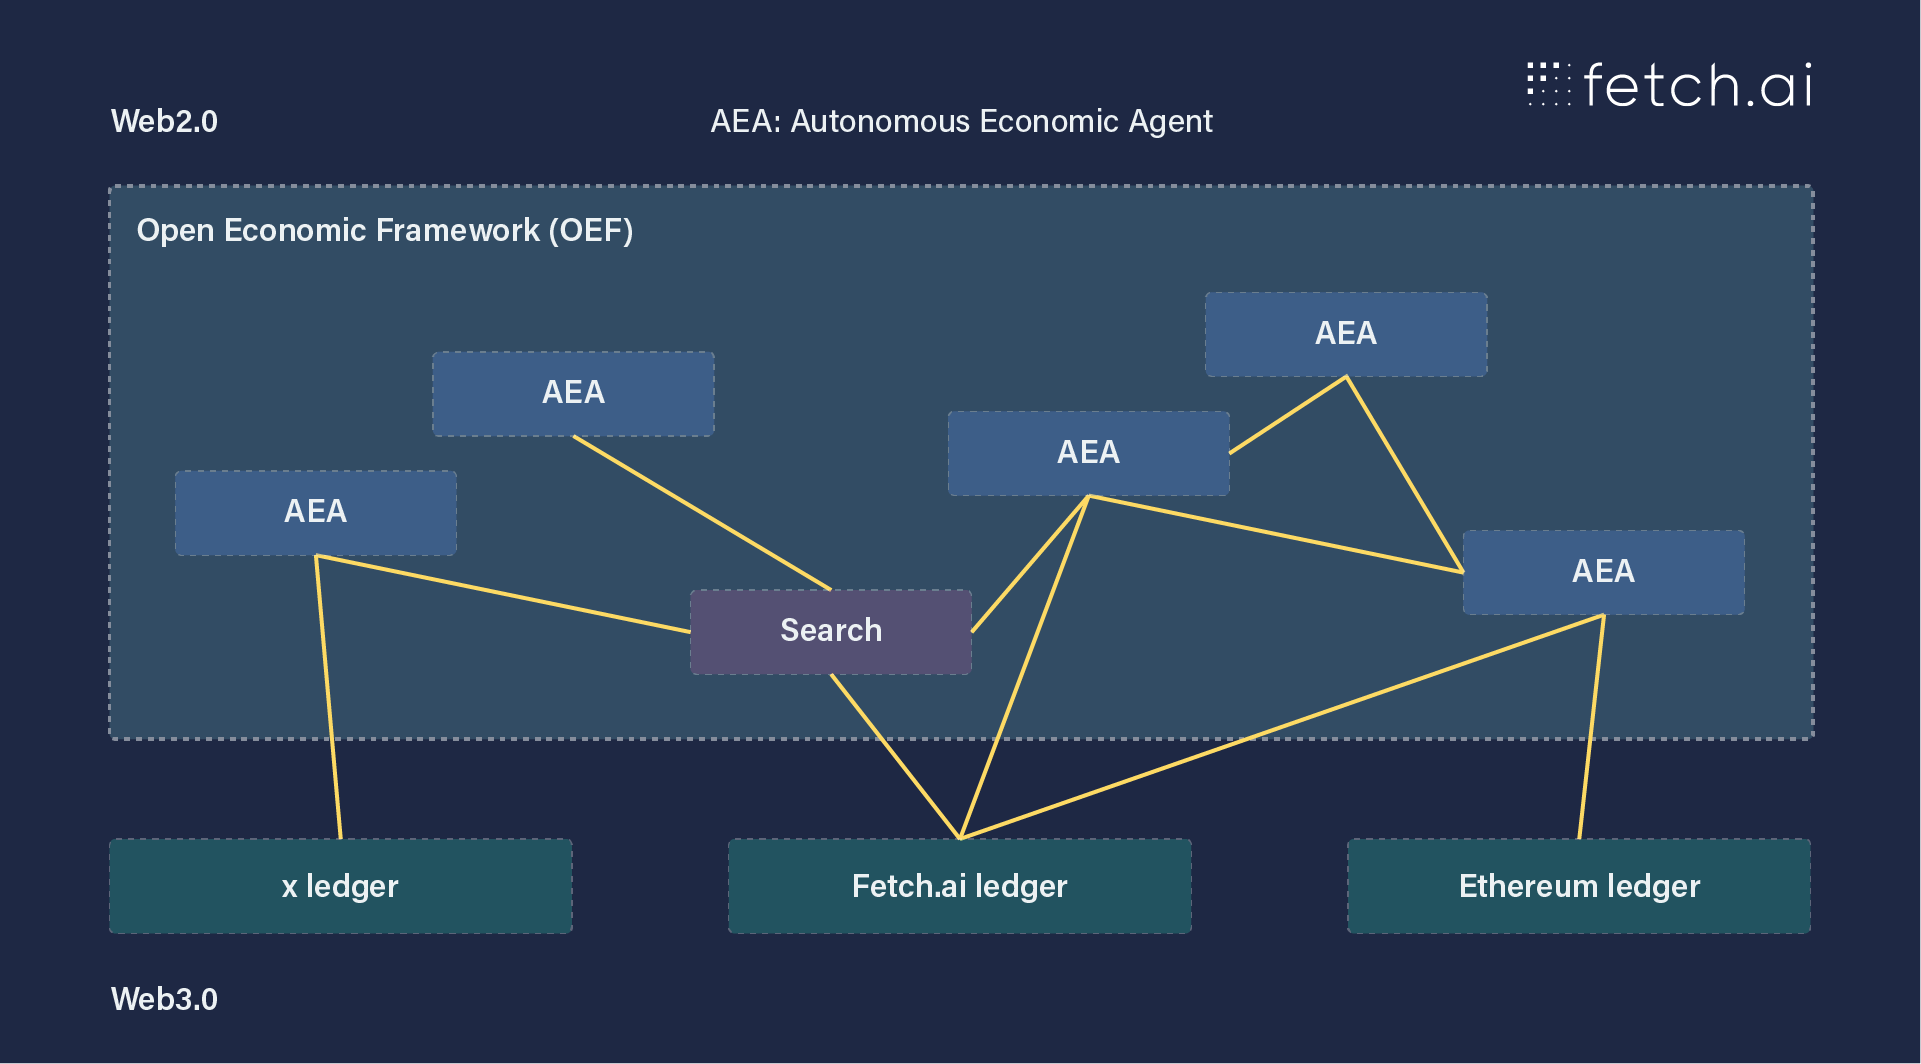 fetch.ai
Web2.0
AEA: Autonomous Economic Agent
Open Economic Framework (OEF)
AEA
AEA
AEA
AEA
AEA
Search
x ledger
Fetch.ai ledger
Ethereum ledger
Web3.0